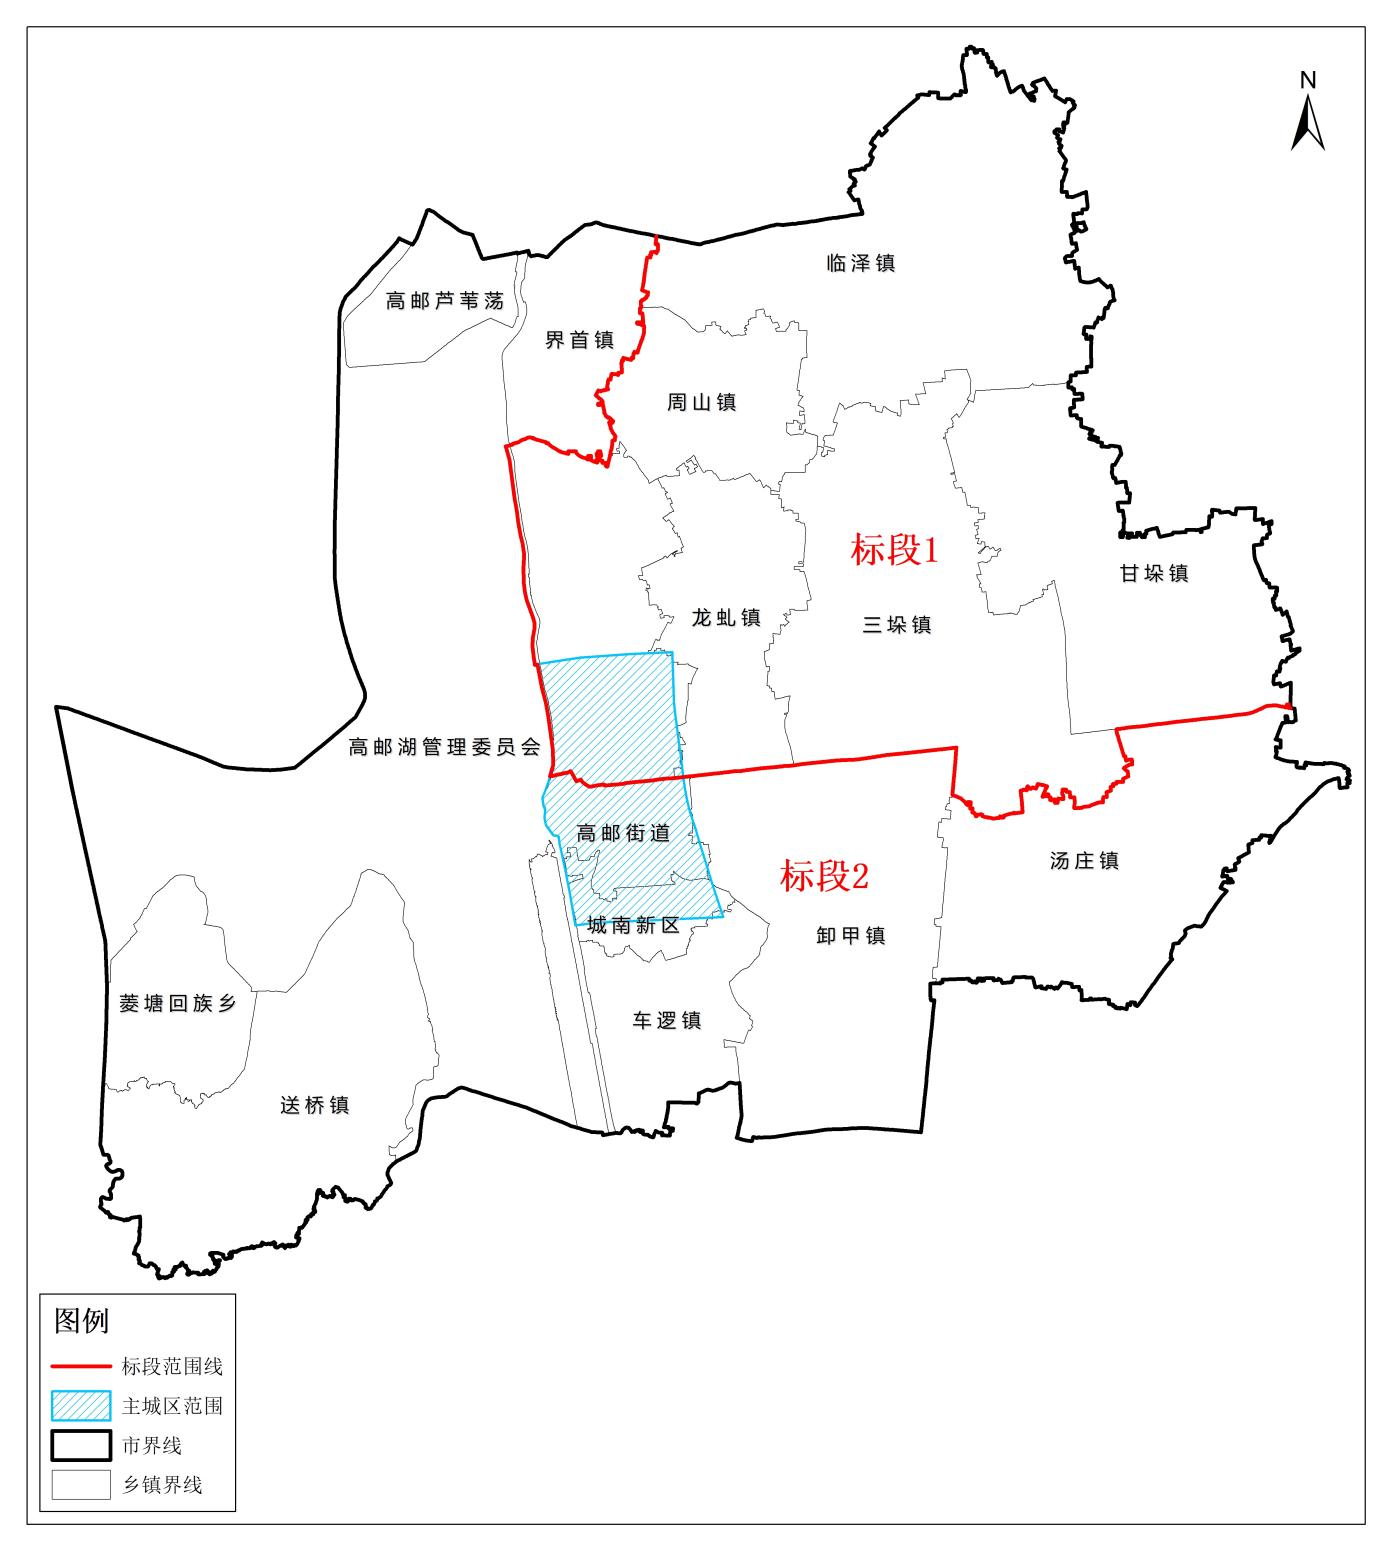 N
临泽镇
高邮芦苇荡
界首镇
周山镇
标段1
甘垛镇
龙虬镇
三垛镇
高邮湖管理委员会
高邮街道
标段2
汤庄镇
城南新区
卸甲镇
菱塘回族乡
车逻镇
送桥镇
图例
标段范围线
主城区范围
市界线
乡镇界线